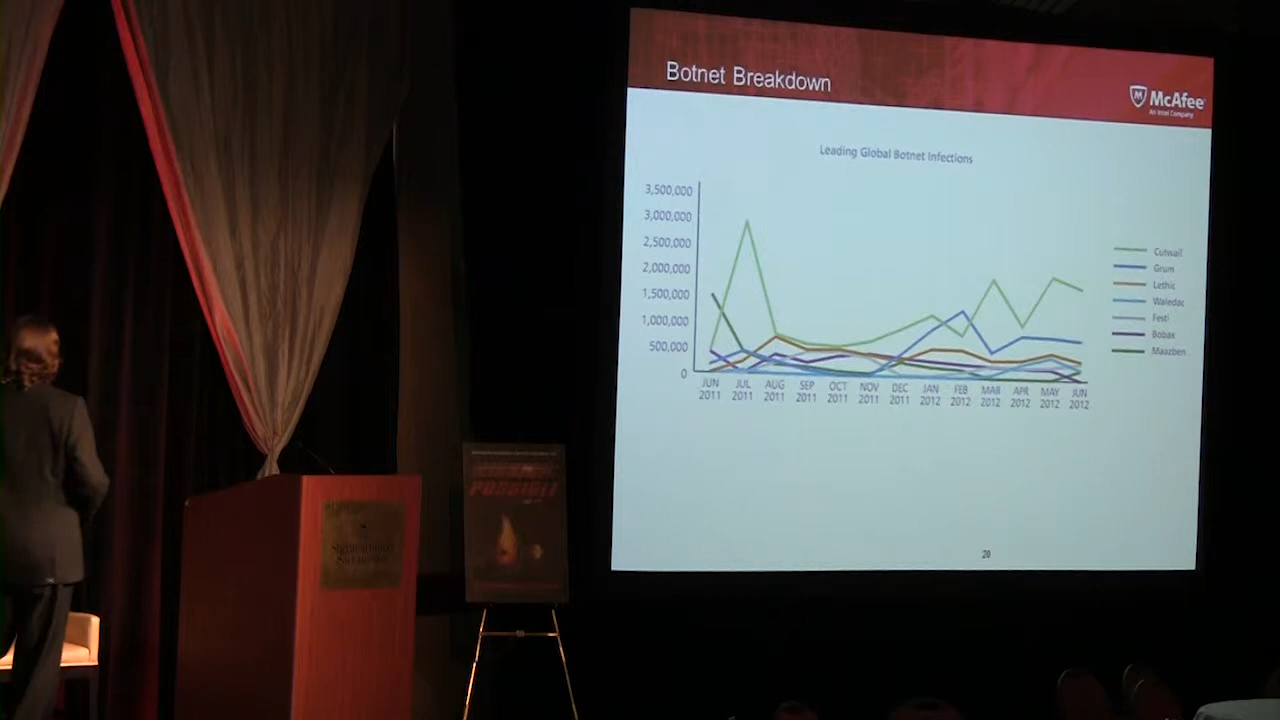 Botnet Breakdown
McAfee
An Intel Company
Leading Global Botnet Infections
3,500,000
3,000,000
2,500,000
2,000,000
1,500,000
1,000,000
500,000
0
JUN 2011
JUL 2011
AUG 2011
SEP 2011
OCT 2011
NOV 2011
DEC 2011
JAN 2012
FEB 2012
MAR 2012
APR 2012
MAY 2012
JUN 2012
Cutwail
Grum
Lethic
Waledac
Festi
Bobax
Maazben
20